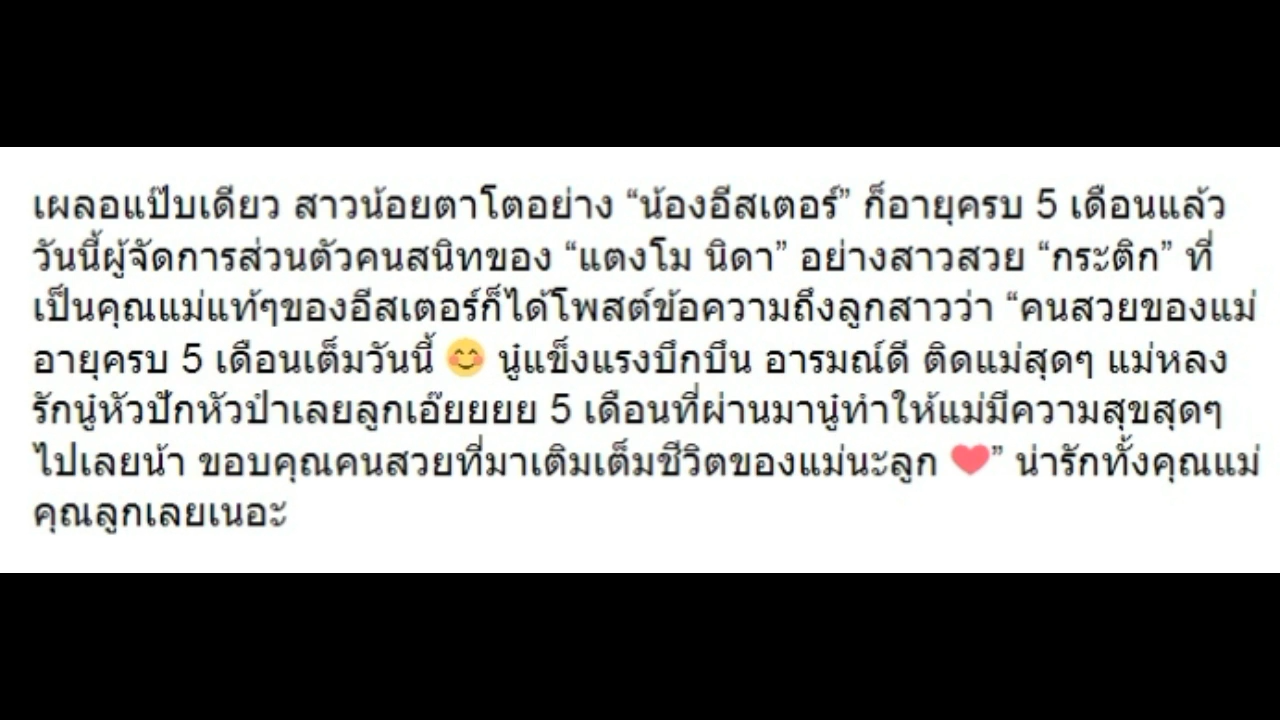 เผลอแป๊บเดียว สาวน้อยตาโตอย่าง “น้องอีสเตอร์” ก็อายุครบ 5 เดือนแล้ว
วันนี้ผู้จัดการส่วนตัวคนสนิทของ “แตงโม นิดา” อย่างสาวสวย “กระติก” ที่
เป็นคุณแม่แท้ๆของอีสเตอร์ก็ได้โพสต์ข้อความถึงลูกสาวว่า “คนสวยของแม่
อายุครบ 5 เดือนเต็มวันนี้ 😊 นู๋แข็งแรงบึกบึน อารมณ์ดี ติดแม่สุดๆ แม่หลง
รักนู๋หัวปักหัวปำเลยลูกเอ๊ยยยย 5 เดือนที่ผ่านมานู๋ทำให้แม่มีความสุขสุดๆ
ไปเลยน้า ขอบคุณคนสวยที่มาเติมเต็มชีวิตของแม่นะลูก ❤” น่ารักทั้งคุณแม่
คุณลูกเลยเนอะ